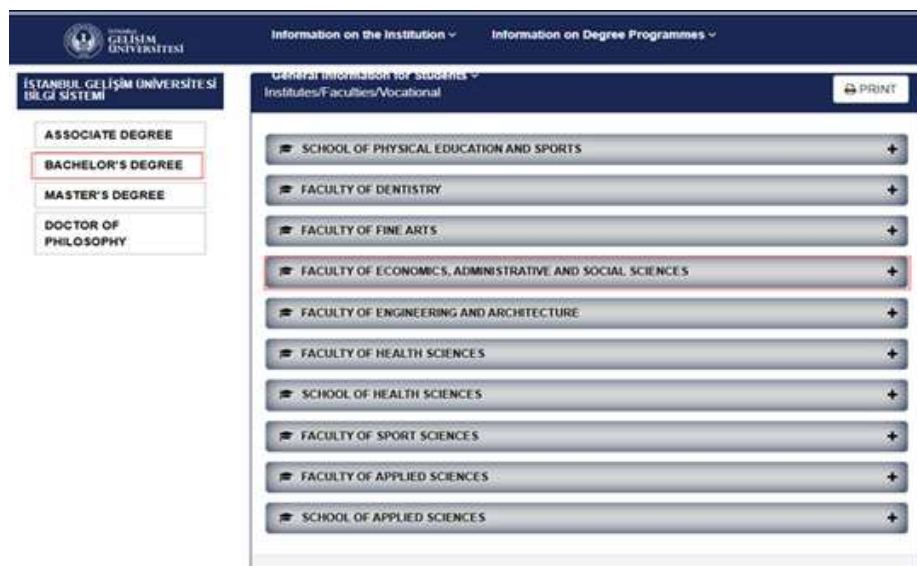 İSTANBUL
GELİŞİM
ÜNİVERSİTESİ
Information on the Institution
Information on Degree Programmes
İSTANBUL GELİŞİM ÜNİVERSİTESİ
BİLGİ SİSTEMİ
General Information for Students
Institutes/Faculties/Vocational
PRINT
ASSOCIATE DEGREE
BACHELOR'S DEGREE
MASTER'S DEGREE
DOCTOR OF
PHILOSOPHY
SCHOOL OF PHYSICAL EDUCATION AND SPORTS
FACULTY OF DENTISTRY
FACULTY OF FINE ARTS
FACULTY OF ECONOMICS, ADMINISTRATIVE AND SOCIAL SCIENCES
FACULTY OF ENGINEERING AND ARCHITECTURE
FACULTY OF HEALTH SCIENCES
SCHOOL OF HEALTH SCIENCES
FACULTY OF SPORT SCIENCES
FACULTY OF APPLIED SCIENCES
SCHOOL OF APPLIED SCIENCES